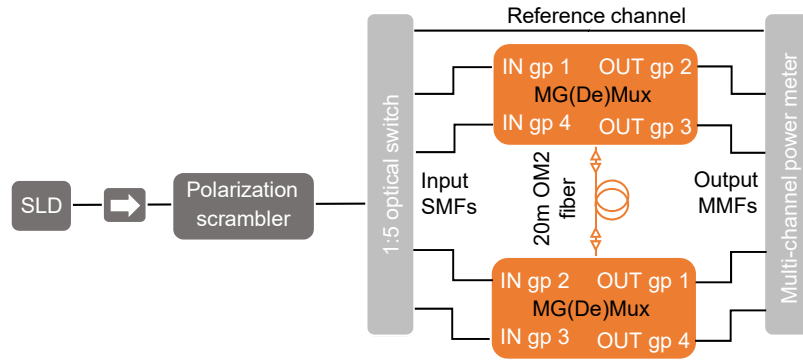 Reference channel
SLD
Polarization
scrambler
1:5 optical switch
Input
SMFs
IN gp 1 OUT gp 2
MG(De)Mux
IN gp 4 OUT gp 3
20m OM2
fiber
IN gp 2 OUT gp 1
MG(De)Mux
IN gp 3 OUT gp 4
Output
MMFs
Multi-channel power meter